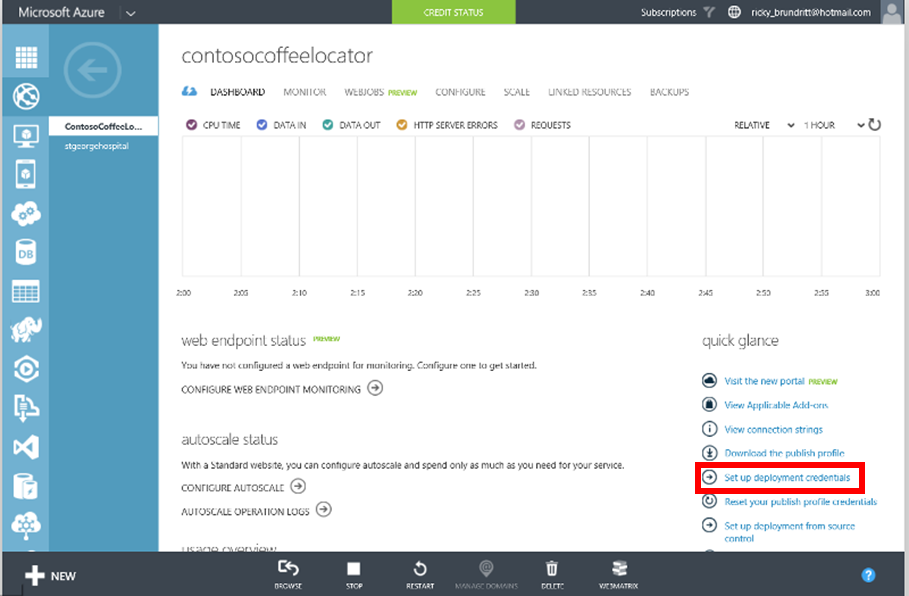 Microsoft Azure
CREDIT STATUS
Subscriptions
ricky_brundritt@hotmail.com
ContosoCoffeeLo...
stgeorgehospital
contosocoffeelocator
DASHBOARD MONITOR WEBJOBS PREVIEW CONFIGURE SCALE LINKED RESOURCES BACKUPS
CPU TIME DATA IN DATA OUT HTTP SERVER ERRORS REQUESTS RELATIVE 1 HOUR
2:00 2:05 2:10 2:15 2:20 2:25 2:30 2:35 2:40 2:45 2:50 2:55 3:00
web endpoint status PREVIEW
You have not configured a web endpoint for monitoring. Configure one to get started.
CONFIGURE WEB ENDPOINT MONITORING
autoscale status
With a Standard website, you can configure autoscale and spend only as much as you need for your service.
CONFIGURE AUTOSCALE
AUTOSCALE OPERATION LOGS
usage overview
quick glance
Visit the new portal PREVIEW
View Applicable Add-ons
View connection strings
Download the publish profile
Set up deployment credentials
Reset your publish profile credentials
Set up deployment from source
control
DB
NEW
BROWSE STOP RESTART MANAGE DOMAINS DELETE WEBMATRIX
?